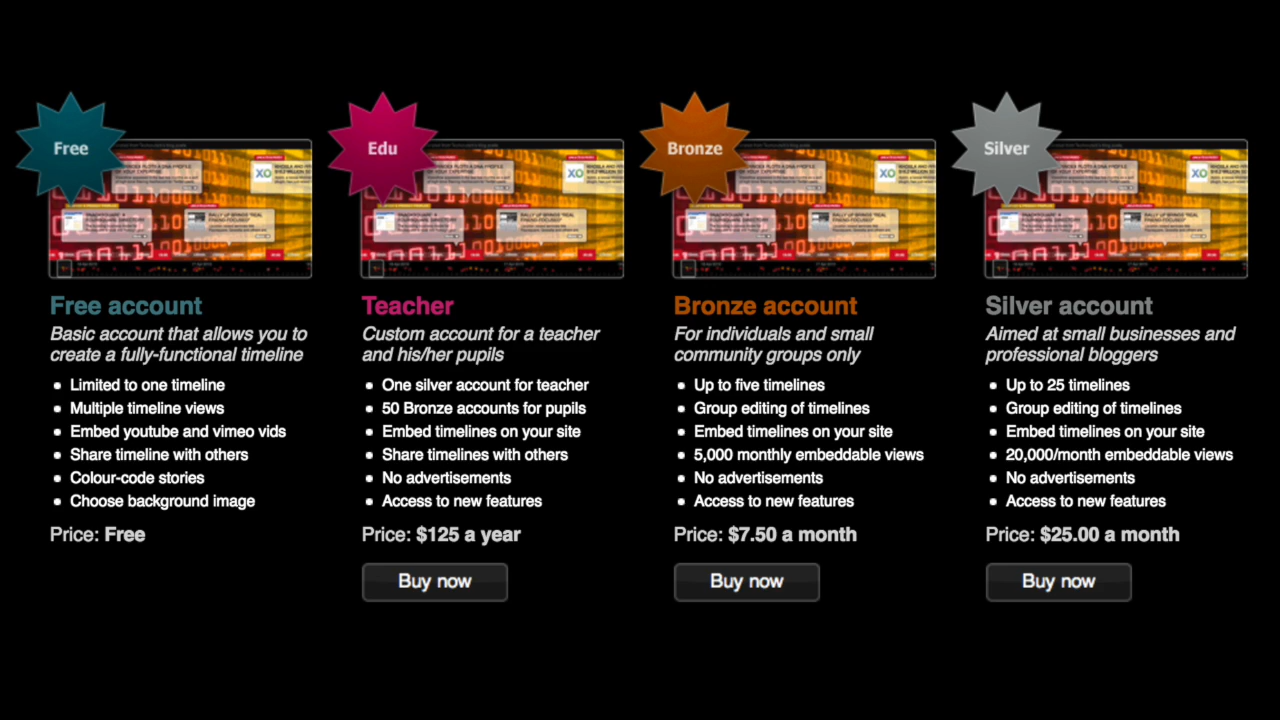 Free
Free account
Basic account that allows you to
create a fully-functional timeline
Limited to one timeline
Multiple timeline views
Embed youtube and vimeo vids
Share timeline with others
Colour-code stories
Choose background image
Price: Free
Edu
Teacher
Custom account for a teacher
and his/her pupils
One silver account for teacher
50 Bronze accounts for pupils
Embed timelines on your site
Share timelines with others
No advertisements
Access to new features
Price: $125 a year
Buy now
Bronze
Bronze account
For individuals and small
community groups only
Up to five timelines
Group editing of timelines
Embed timelines on your site
5,000 monthly embeddable views
No advertisements
Access to new features
Price: $7.50 a month
Buy now
Silver
Silver account
Aimed at small businesses and
professional bloggers
Up to 25 timelines
Group editing of timelines
Embed timelines on your site
20,000/month embeddable views
No advertisements
Access to new features
Price: $25.00 a month
Buy now